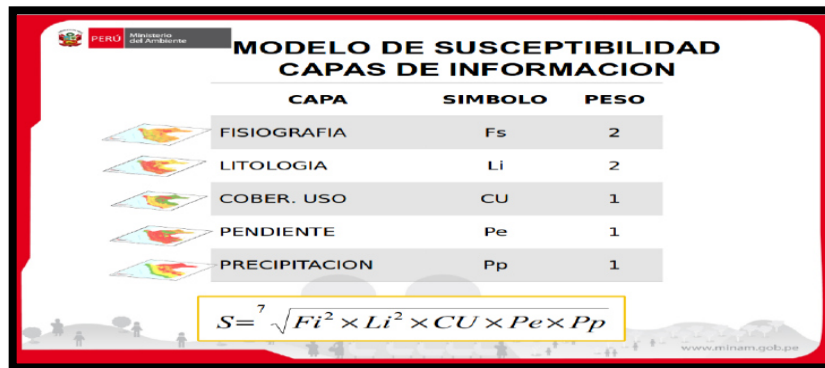 PERÚ Ministerio del Ambiente
MODELO DE SUSCEPTIBILIDAD
CAPAS DE INFORMACION
CAPA SIMBOLO PESO
FISIOGRAFIA Fs 2
LITOLOGIA Li 2
COBER. USO CU 1
PENDIENTE Pe 1
PRECIPITACION Pp 1
S=⁷√Fi²×Li²×CU×Pe×Pp
www.minam.gob.pe